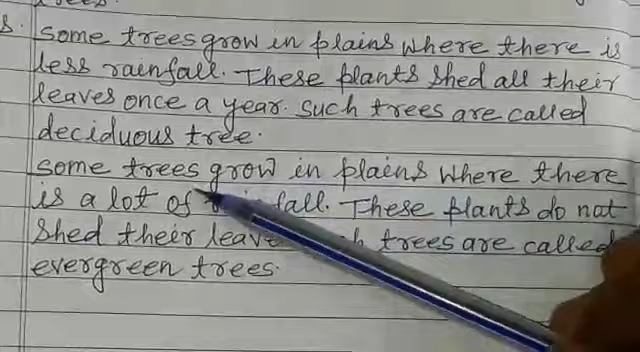 s. Some trees grow in plains where there is
less rainfall. These plants shed all their
leaves once a year. Such trees are called
deciduous tree.
Some trees grow in plains where there
is a lot of fall. These plants do not
shed their leave trees are called
evergreen trees.